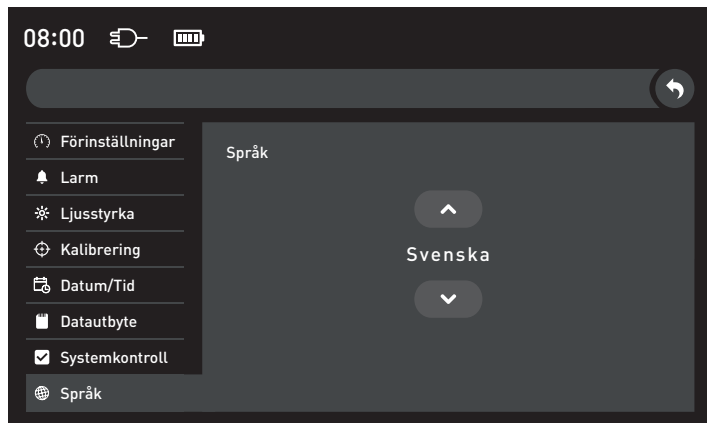 08:00
Förinställningar
Larm
Ljusstyrka
Kalibrering
Datum/Tid
Datautbyte
Systemkontroll
Språk
Språk
Svenska